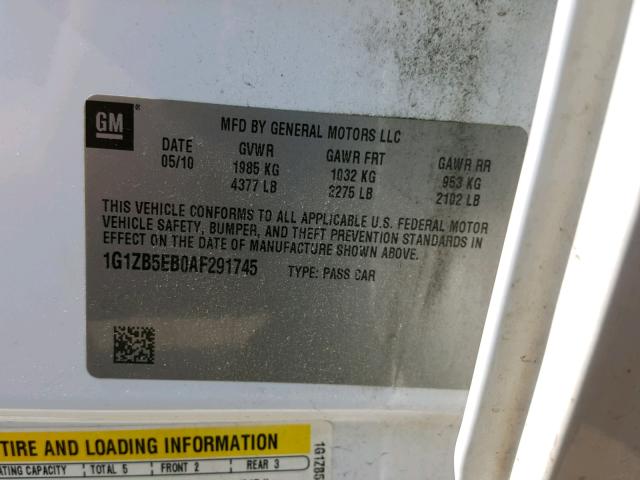 GM
MFD BY GENERAL MOTORS LLC
DATE GVWR GAWR FRT GAWR RR
05/10 1985 KG 1032 KG 953 KG
4377 LB 2275 LB 2102 LB
THIS VEHICLE CONFORMS TO ALL APPLICABLE U.S. FEDERAL MOTOR
VEHICLE SAFETY, BUMPER, AND THEFT PREVENTION STANDARDS IN
EFFECT ON THE DATE OF MANUFACTURE SHOWN ABOVE.
1G1ZB5EB0AF291745 TYPE: PASS CAR
TIRE AND LOADING INFORMATION
TOTAL 5 FRONT 2 REAR 3
CAPACITY
1G1ZB5